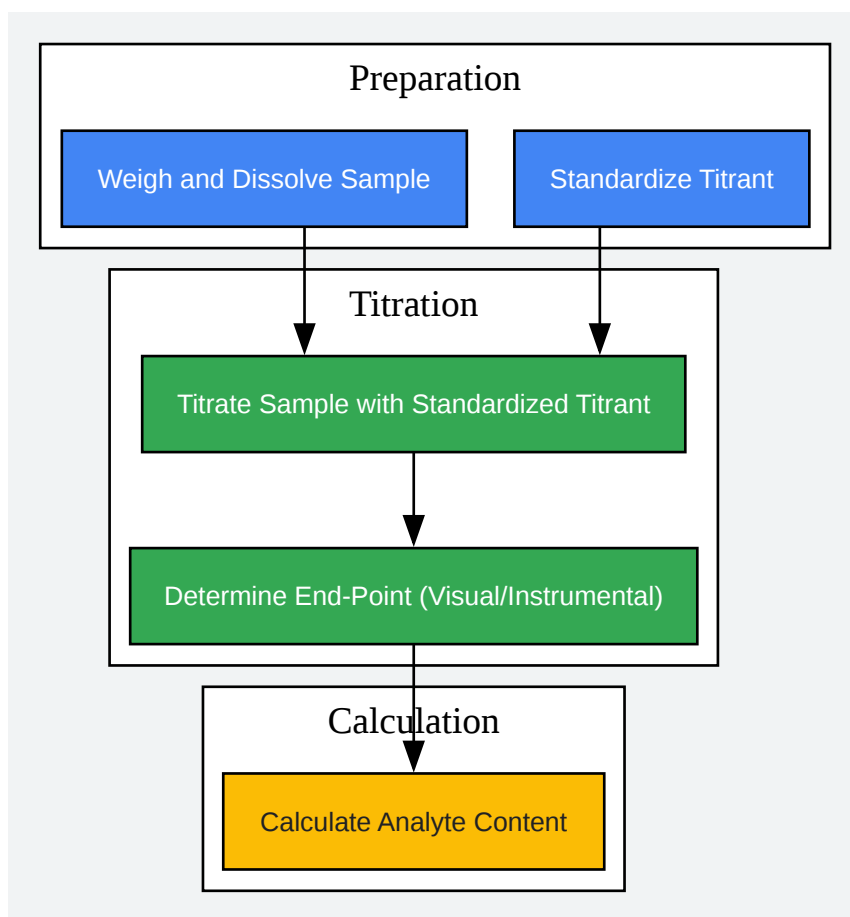 Preparation
Weigh and Dissolve Sample
Standardize Titrant
Titration
Titrate Sample with Standardized Titrant
Determine End-Point (Visual/Instrumental)
Calculation
Calculate Analyte Content